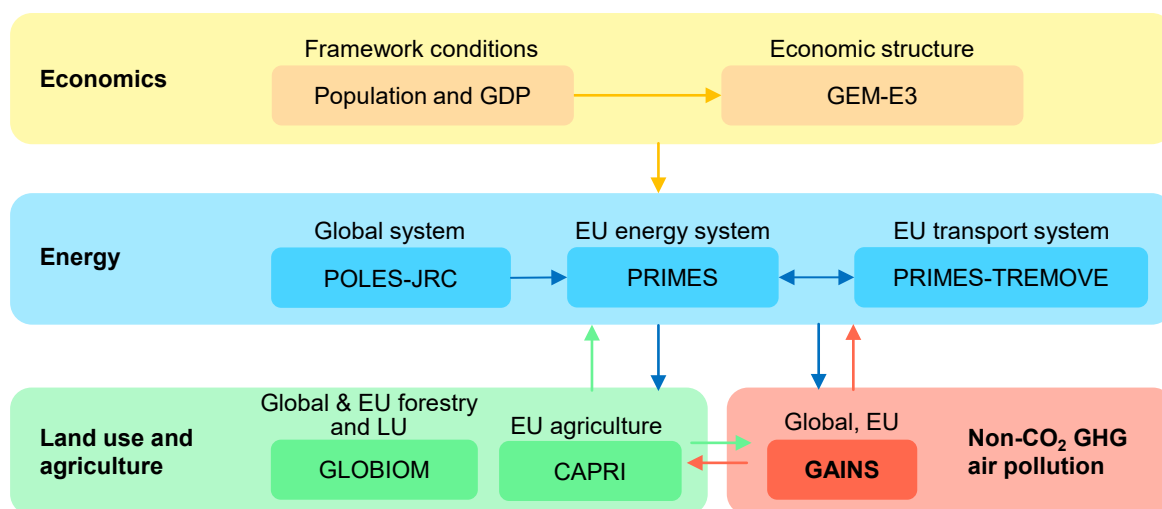 Framework conditions
Economic structure
Economics
Population and GDP
GEM-E3
Global system
EU energy system
EU transport system
Energy
POLES-JRC
PRIMES
PRIMES-TREMOVE
Global & EU forestry
and LU
EU agriculture
Global, EU
Land use and
agriculture
GLOBIOM
CAPRI
GAINS
Non-CO₂ GHG
air pollution